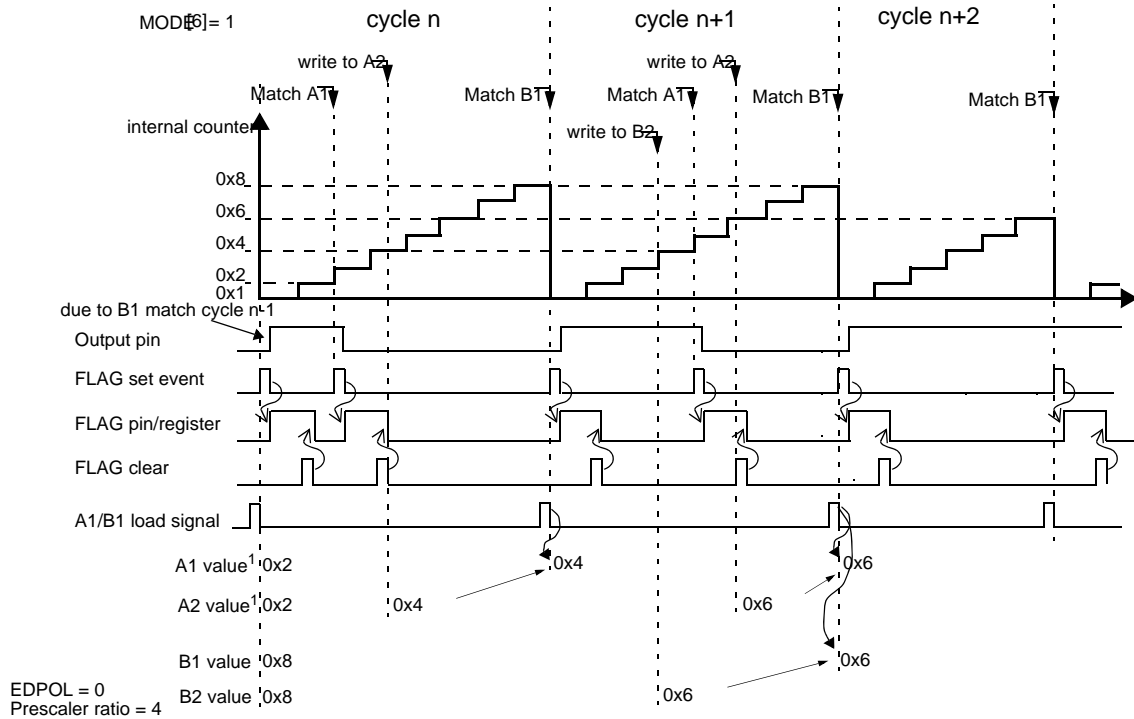 MODE[6]= 1
cycle n
cycle n+1
cycle n+2
write to A2
write to A2
Match A1
Match B1
Match A1
Match B1
Match B1
internal counter
write to B2
0x8
0x6
0x4
0x2
0x1
due to B1 match cycle n-1
Output pin
FLAG set event
FLAG pin/register
FLAG clear
A1/B1 load signal
A1 value1 0x2 0x4 0x6
A2 value1 0x2 0x4 0x6
B1 value 0x8 0x6
B2 value 0x8 0x6
EDPOL = 0
Prescaler ratio = 4